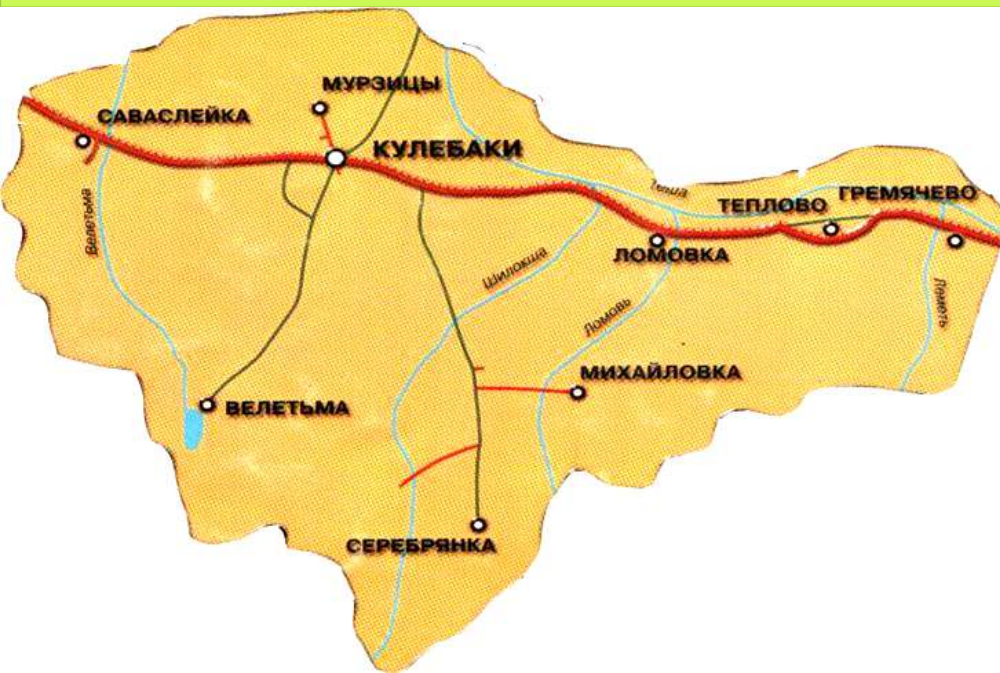 МУРЗИЦЫ
САВАСЛЕЙКА
КУЛЕБАКИ
Теша
ГРЕМЯЧЕВО
ТЕПЛОВО
Велетьма
ЛОМОВКА
Шилокша
Леметь
Ломовь
МИХАЙЛОВКА
ВЕЛЕТЬМА
СЕРЕБРЯНКА